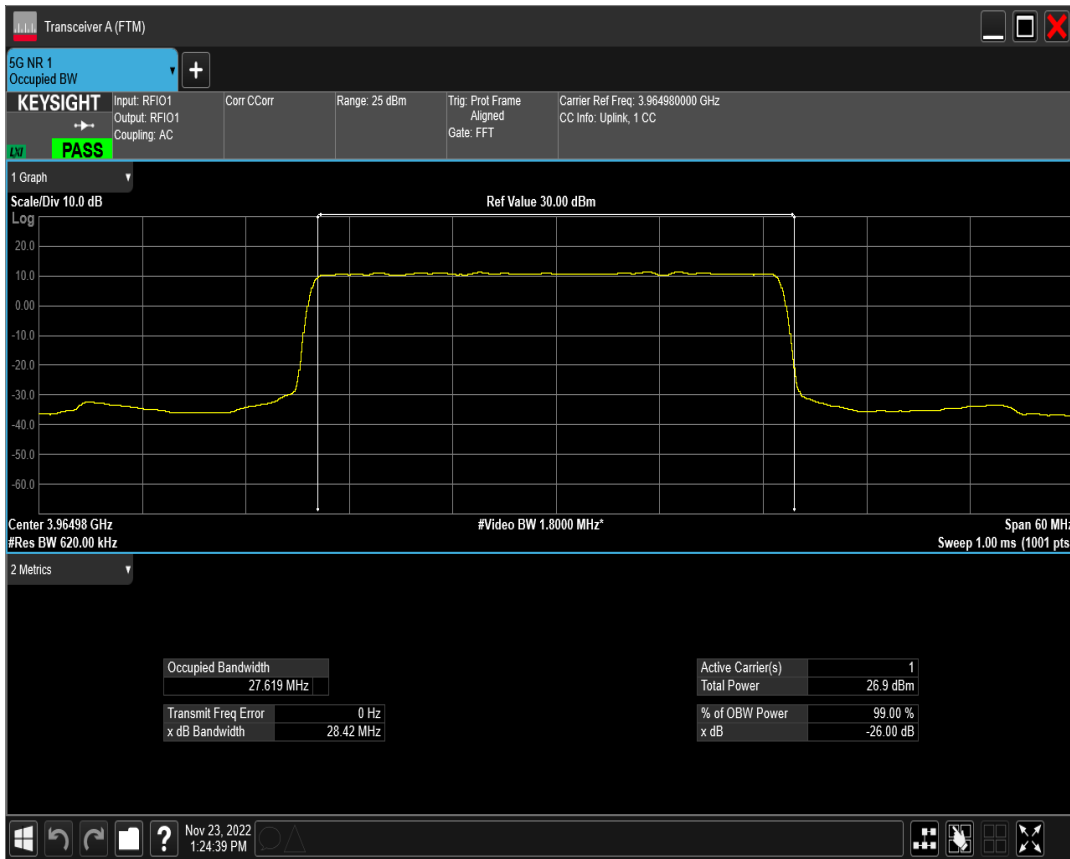 Transceiver A (FTM)
5G NR 1
Occupied BW
KEYSIGHT
LXI
PASS
Input: RFIO1
Output: RFIO1
Coupling: AC
Corr CCorr
Range: 25 dBm
Trig: Prot Frame
Aligned
Gate: FFT
Carrier Ref Freq: 3.964980000 GHz
CC Info: Uplink, 1 CC
1 Graph
Scale/Div 10.0 dB
Ref Value 30.00 dBm
Log
20.0
10.0
0.00
-10.0
-20.0
-30.0
-40.0
-50.0
-60.0
Center 3.96498 GHz
#Video BW 1.8000 MHz*
Span 60 MHz
#Res BW 620.00 kHz
Sweep 1.00 ms (1001 pts
2 Metrics
Occupied Bandwidth
27.619 MHz
Transmit Freq Error 0 Hz
x dB Bandwidth 28.42 MHz
Active Carrier(s) 1
Total Power 26.9 dBm
% of OBW Power 99.00 %
x dB -26.00 dB
?
Nov 23, 2022
1:24:39 PM